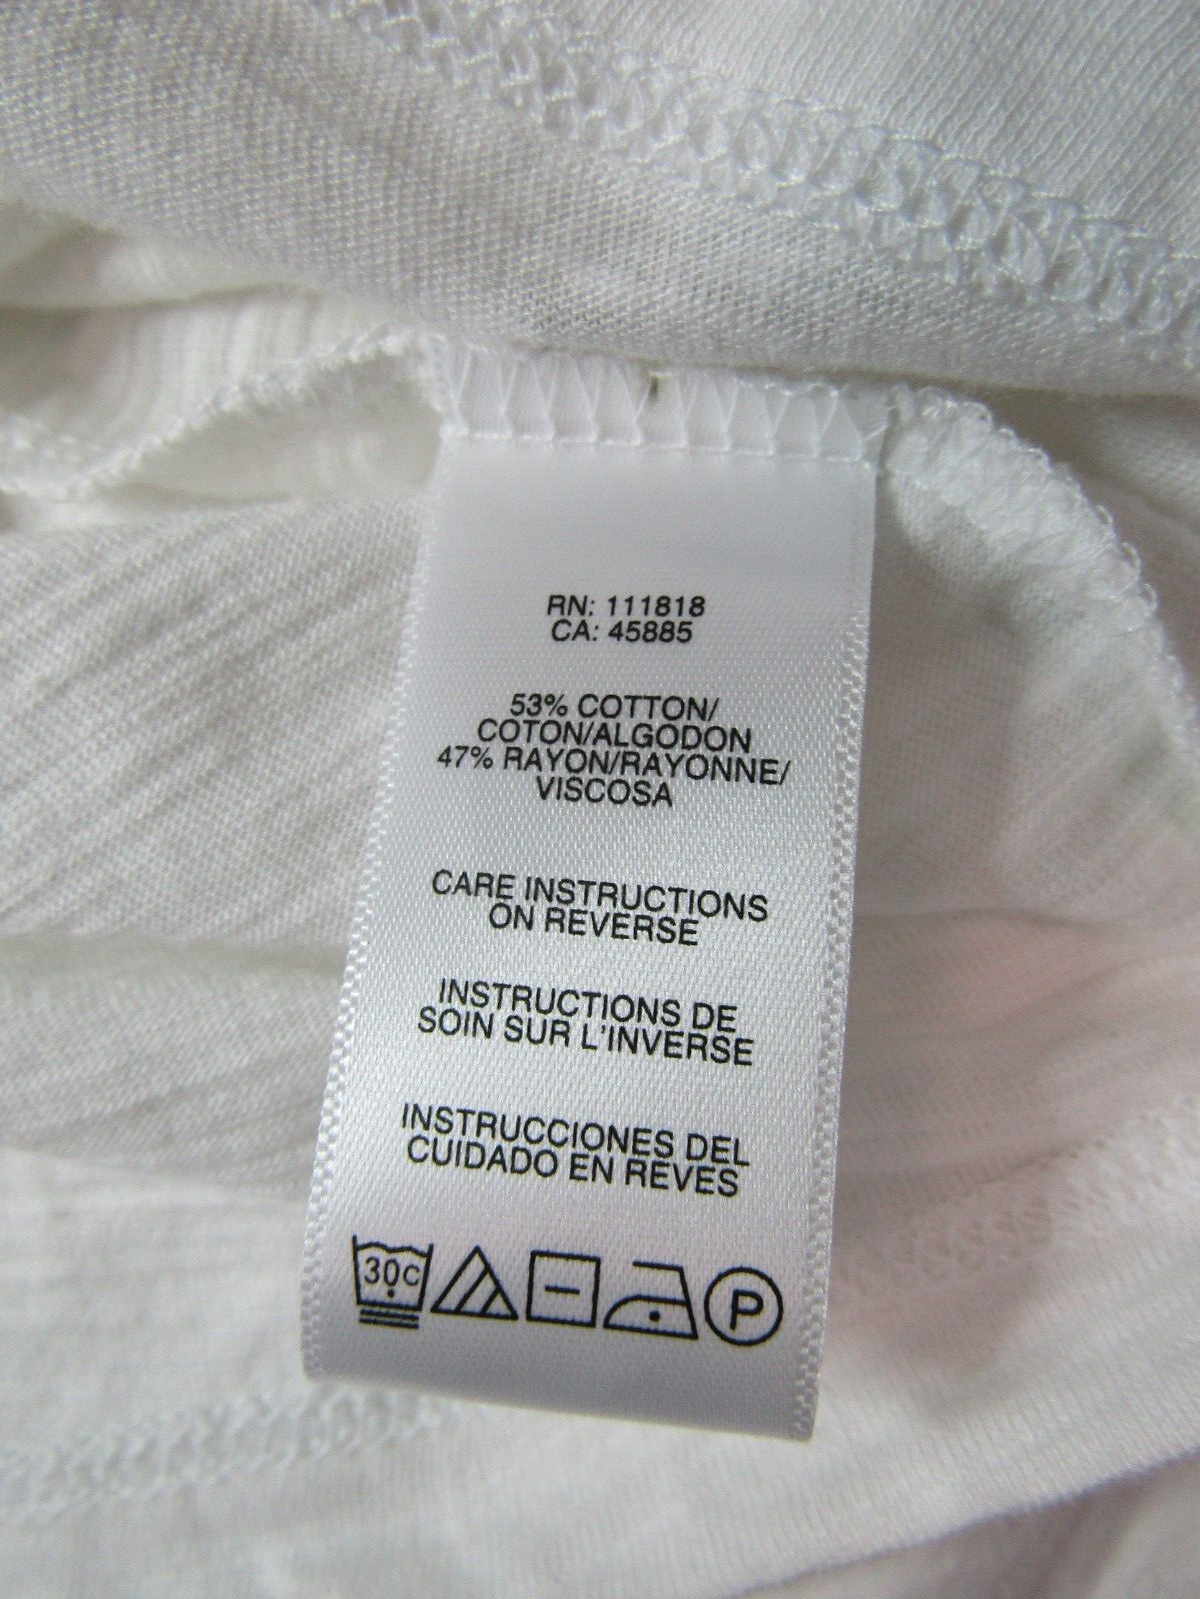 RN: 111818
CA: 45885
53% COTTON/
COTON/ALGODON
47% RAYON/RAYONNE/
VISCOSA
CARE INSTRUCTIONS
ON REVERSE
INSTRUCTIONS DE
SOIN SUR L'INVERSE
INSTRUCCIONES DEL
CUIDADO EN REVES
30C P